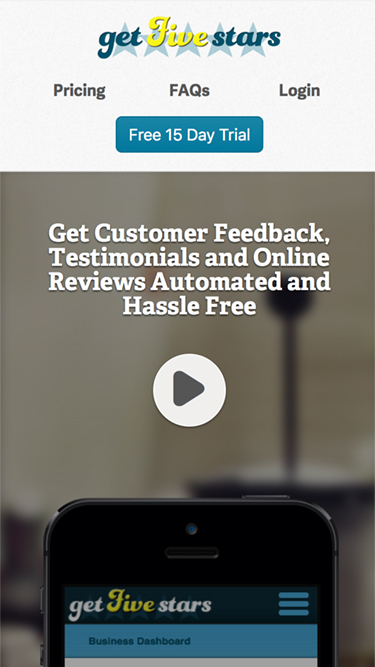 get Five stars
Pricing FAQs Login
Free 15 Day Trial
Get Customer Feedback,
Testimonials and Online
Reviews Automated and
Hassle Free
get Five stars
Business Dashboard